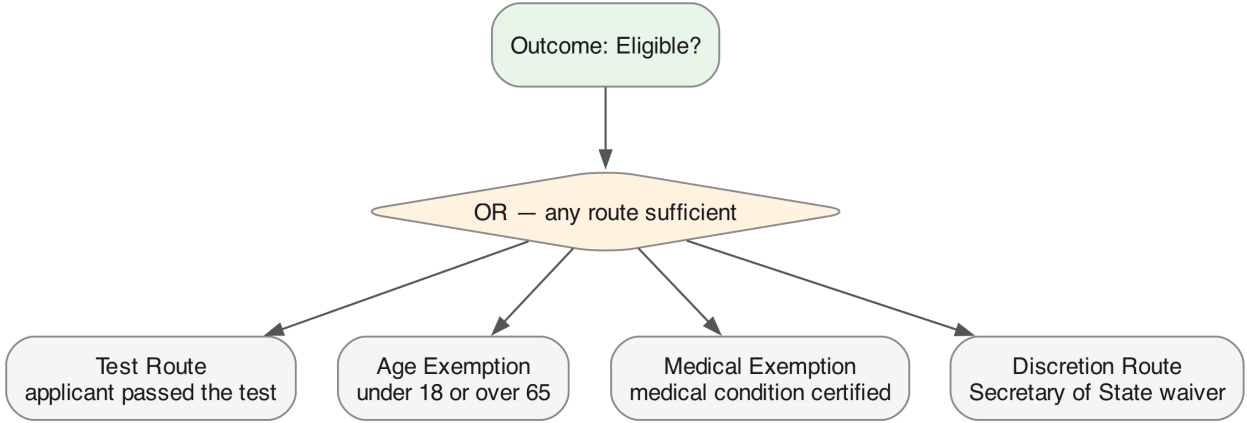 Outcome: Eligible?
OR — any route sufficient
Test Route
applicant passed the test
Age Exemption
under 18 or over 65
Medical Exemption
medical condition certified
Discretion Route
Secretary of State waiver